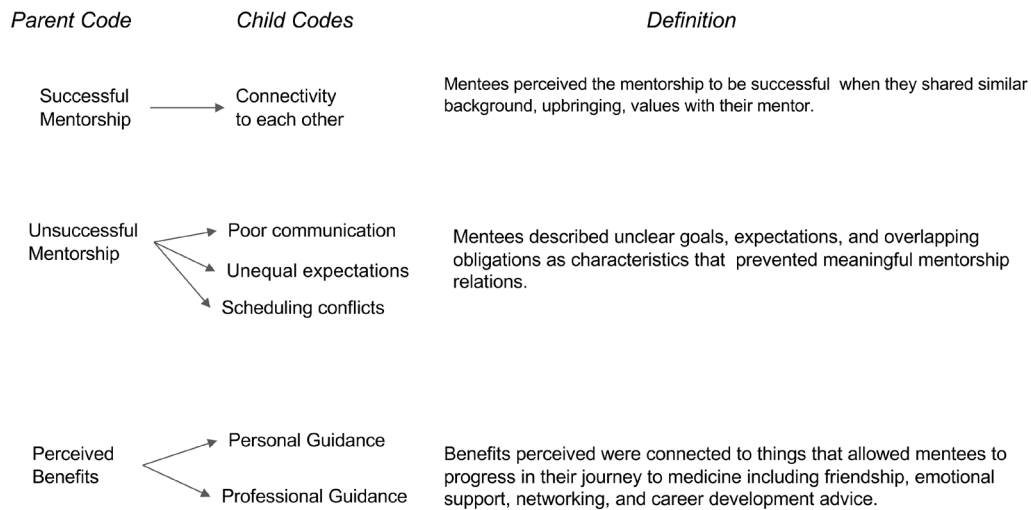 Parent Code
Child Codes
Definition
Successful
Mentorship
Connectivity
to each other
Mentees perceived the mentorship to be successful  when they shared similar
background, upbringing, values with their mentor.
Unsuccessful
Mentorship
Poor communication
Unequal expectations
Scheduling conflicts
Mentees described unclear goals, expectations, and overlapping
obligations as characteristics that  prevented meaningful mentorship
relations.
Perceived
Benefits
Personal Guidance
Professional Guidance
Benefits perceived were connected to things that allowed mentees to
progress in their journey to medicine including friendship, emotional
support, networking, and career development advice.